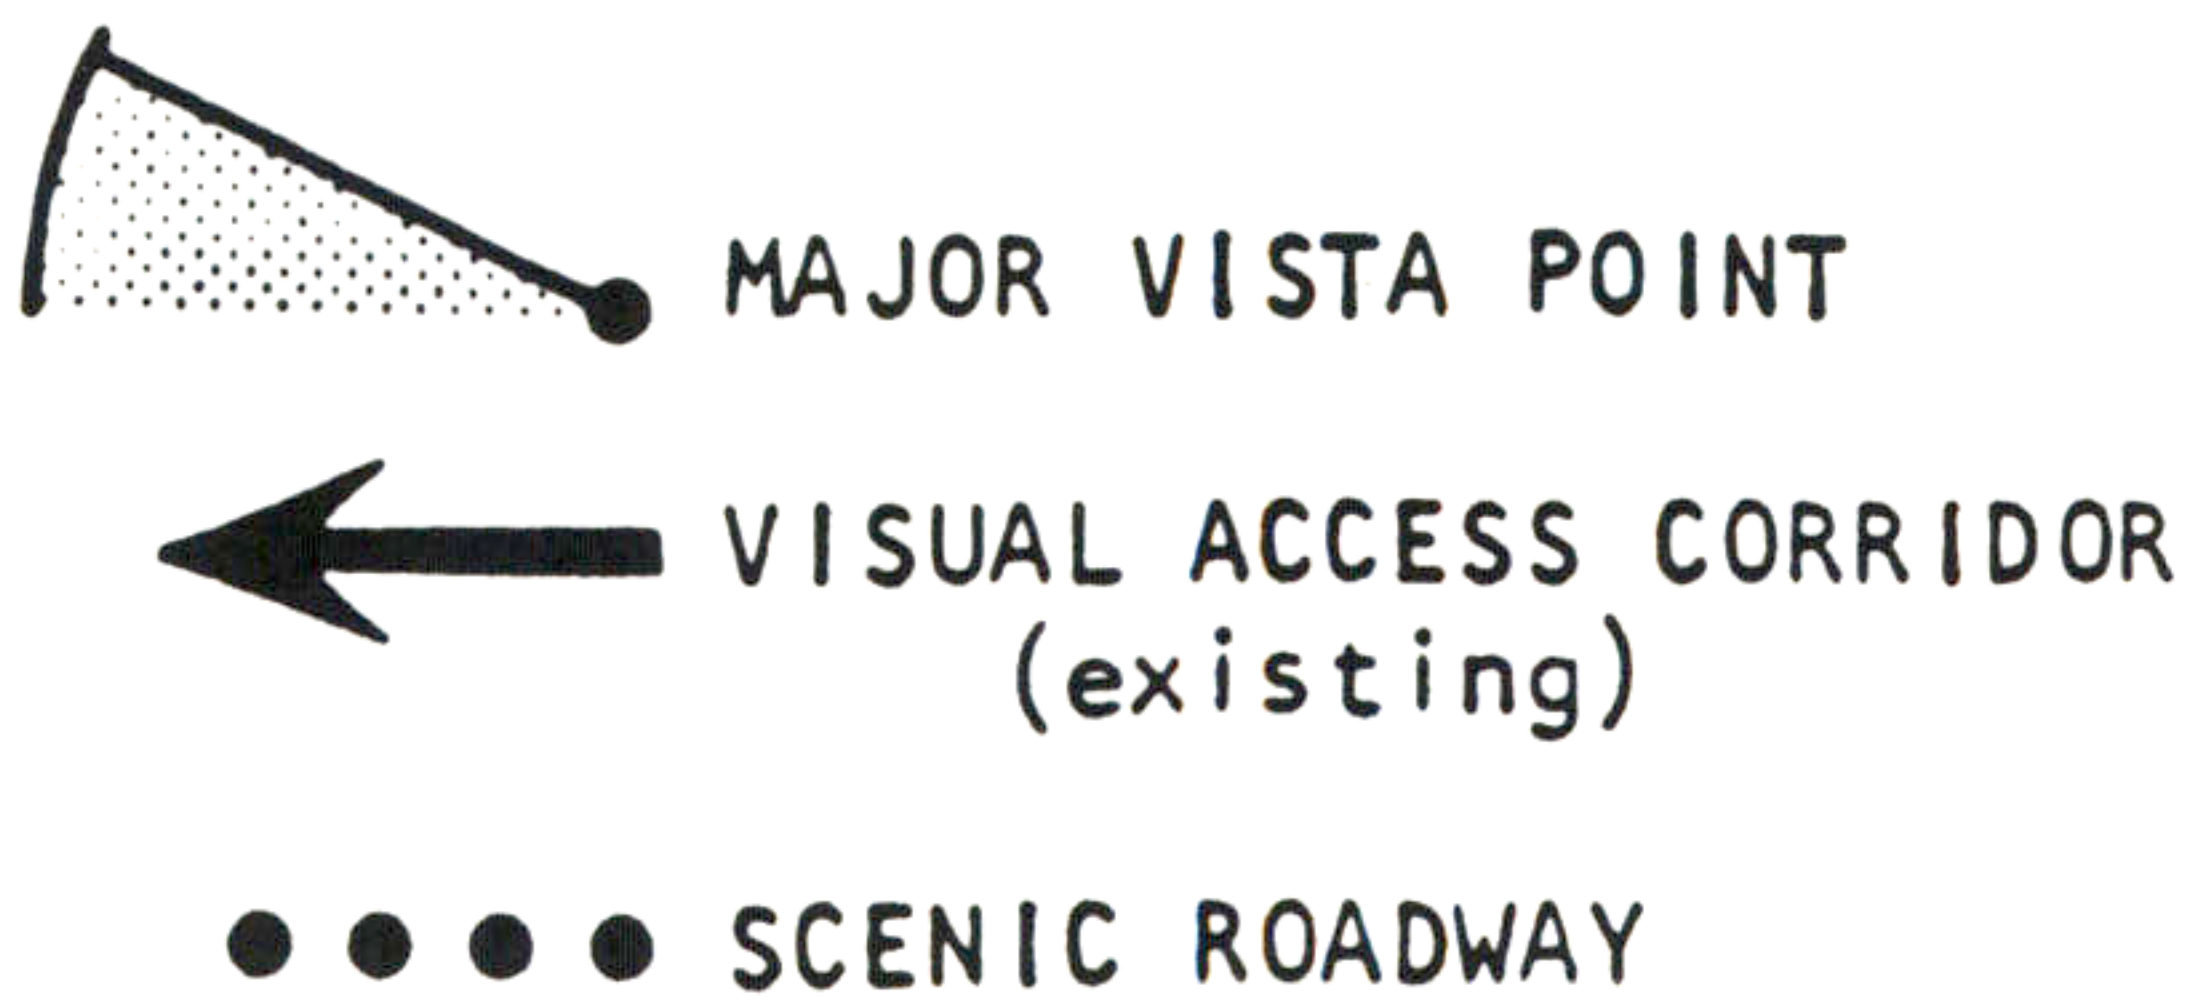 MAJOR VISTA POINT
VISUAL ACCESS CORRIDOR
(existing)
SCENIC ROADWAY